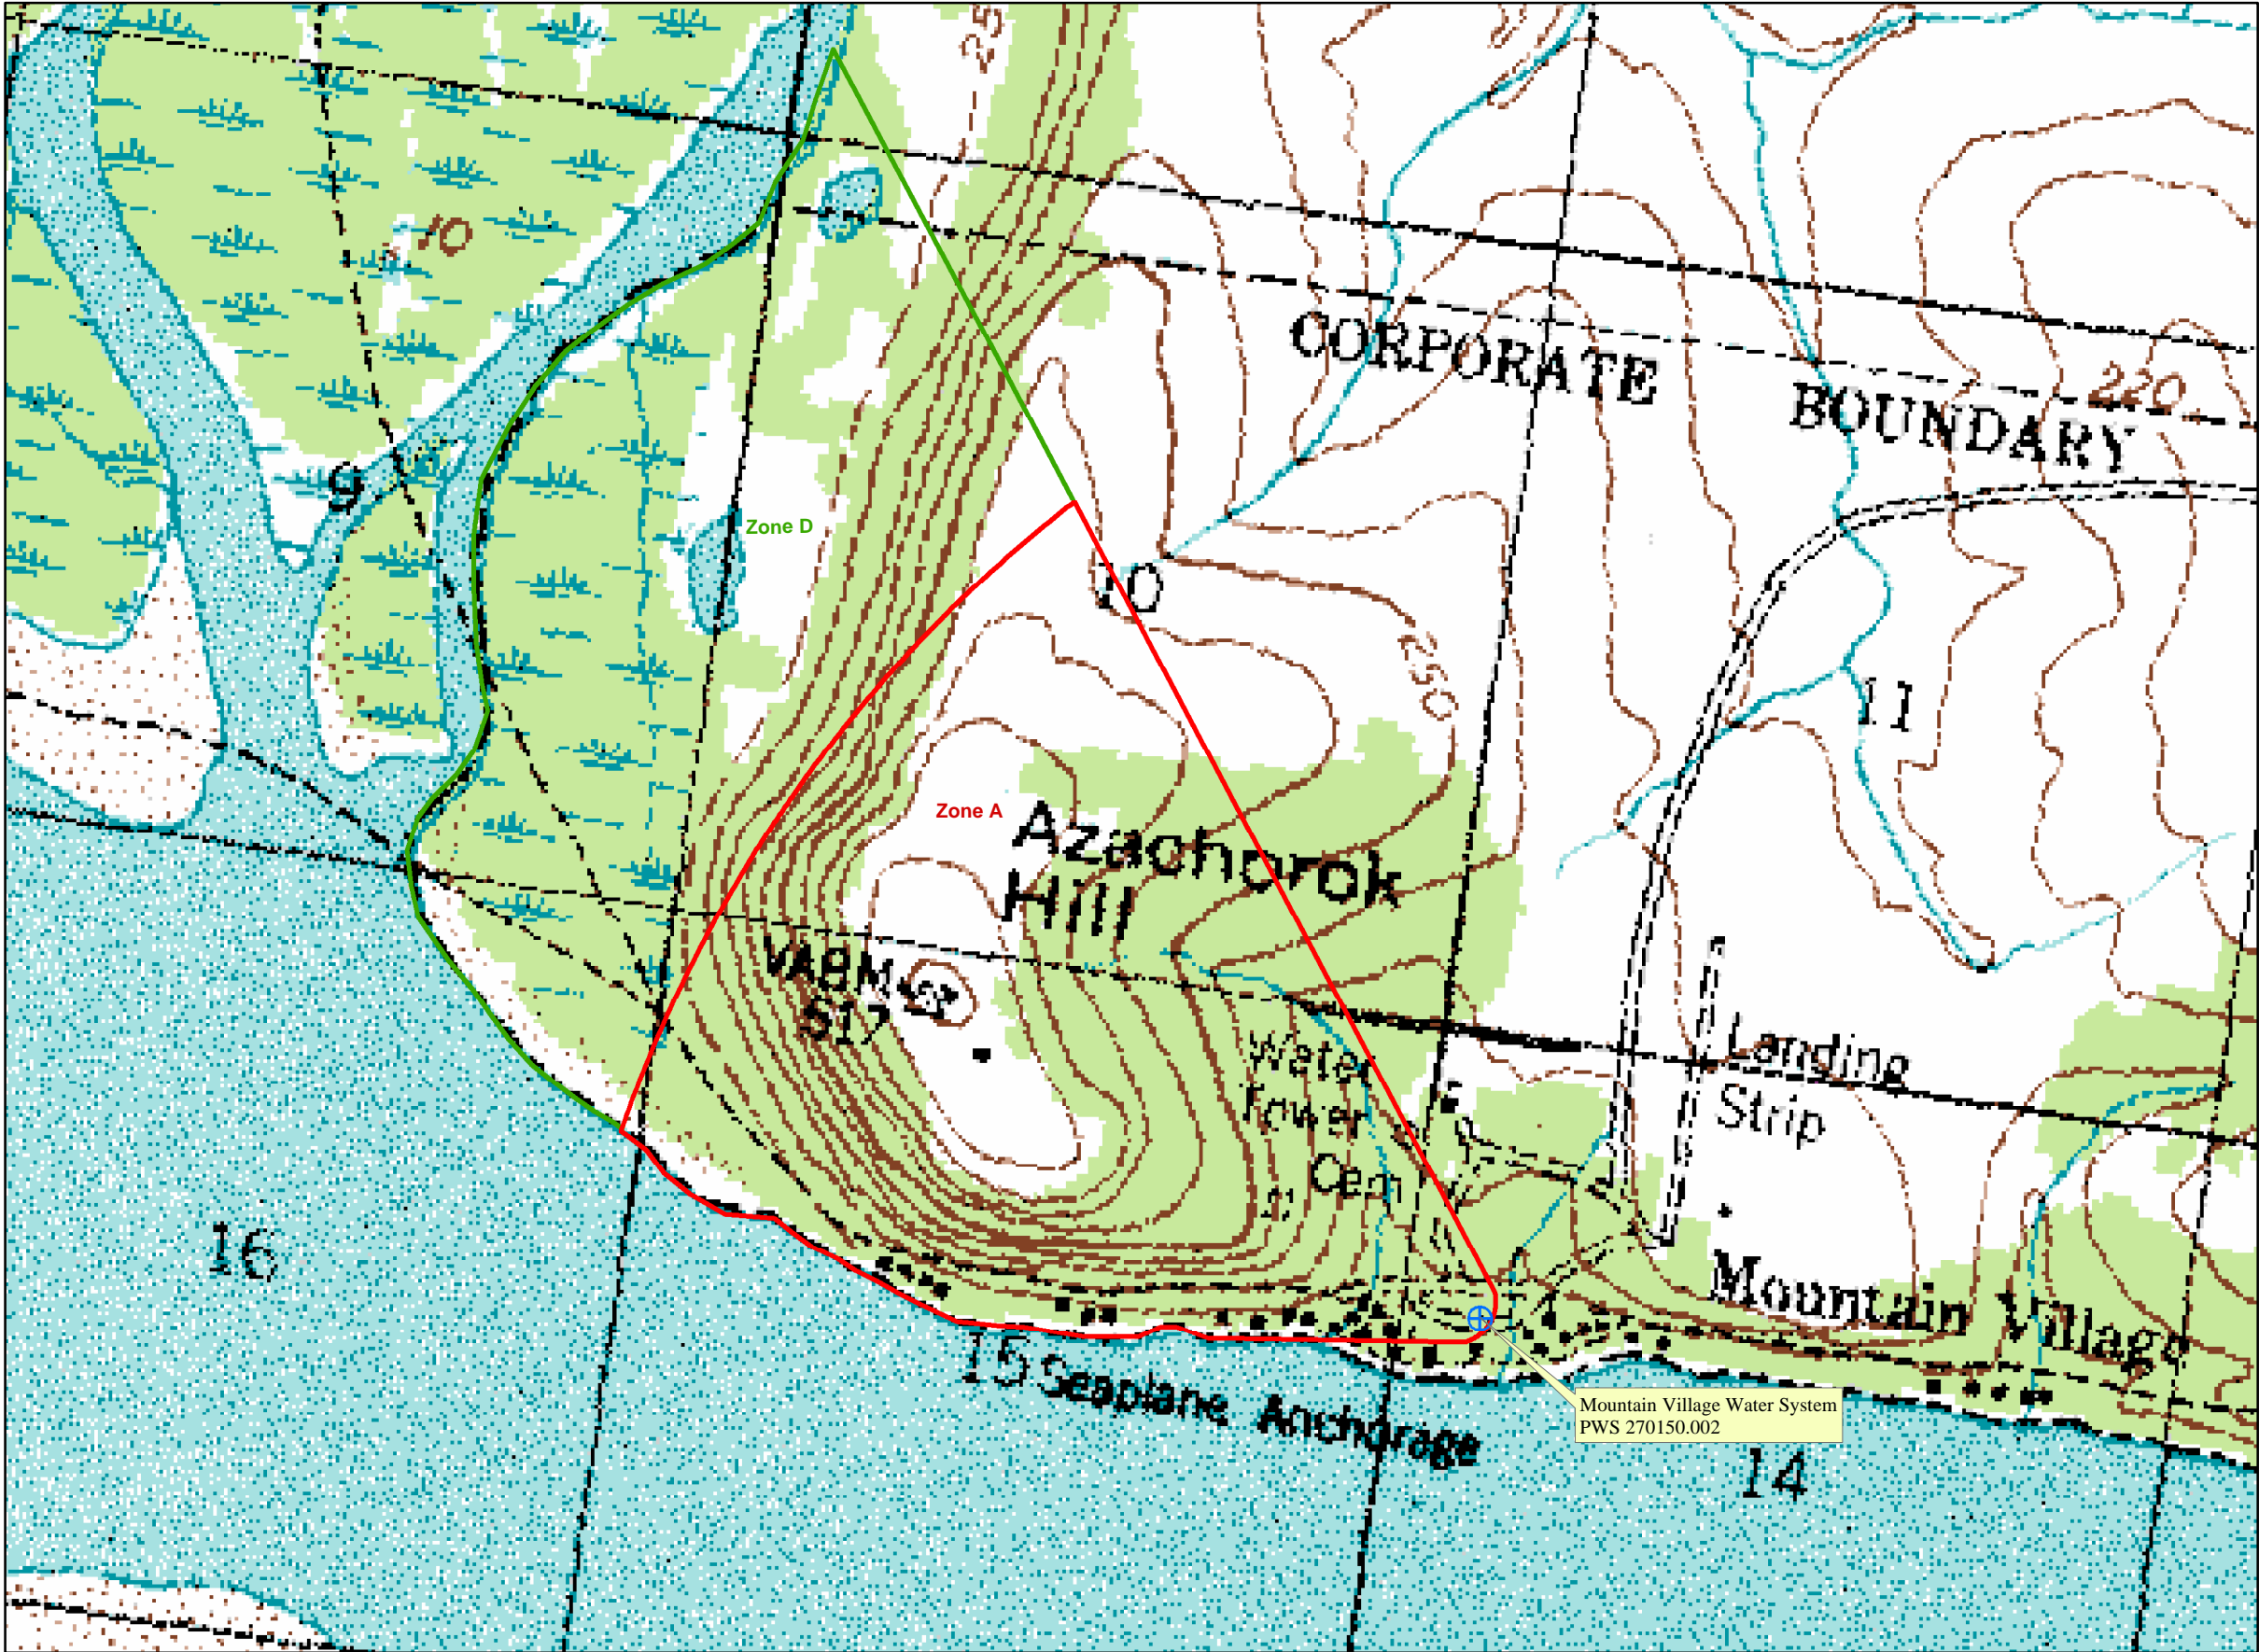 25
10
CORPORATE
BOUNDARY
220
9
Zone D
10
250
11
Zone A
Azachorok
Hill
VABM
517
Water
Tower
Cem
Landing
Strip
16
Mountain Village
15 Seaplane Anchorage
Mountain Village Water System
PWS 270150.002
14